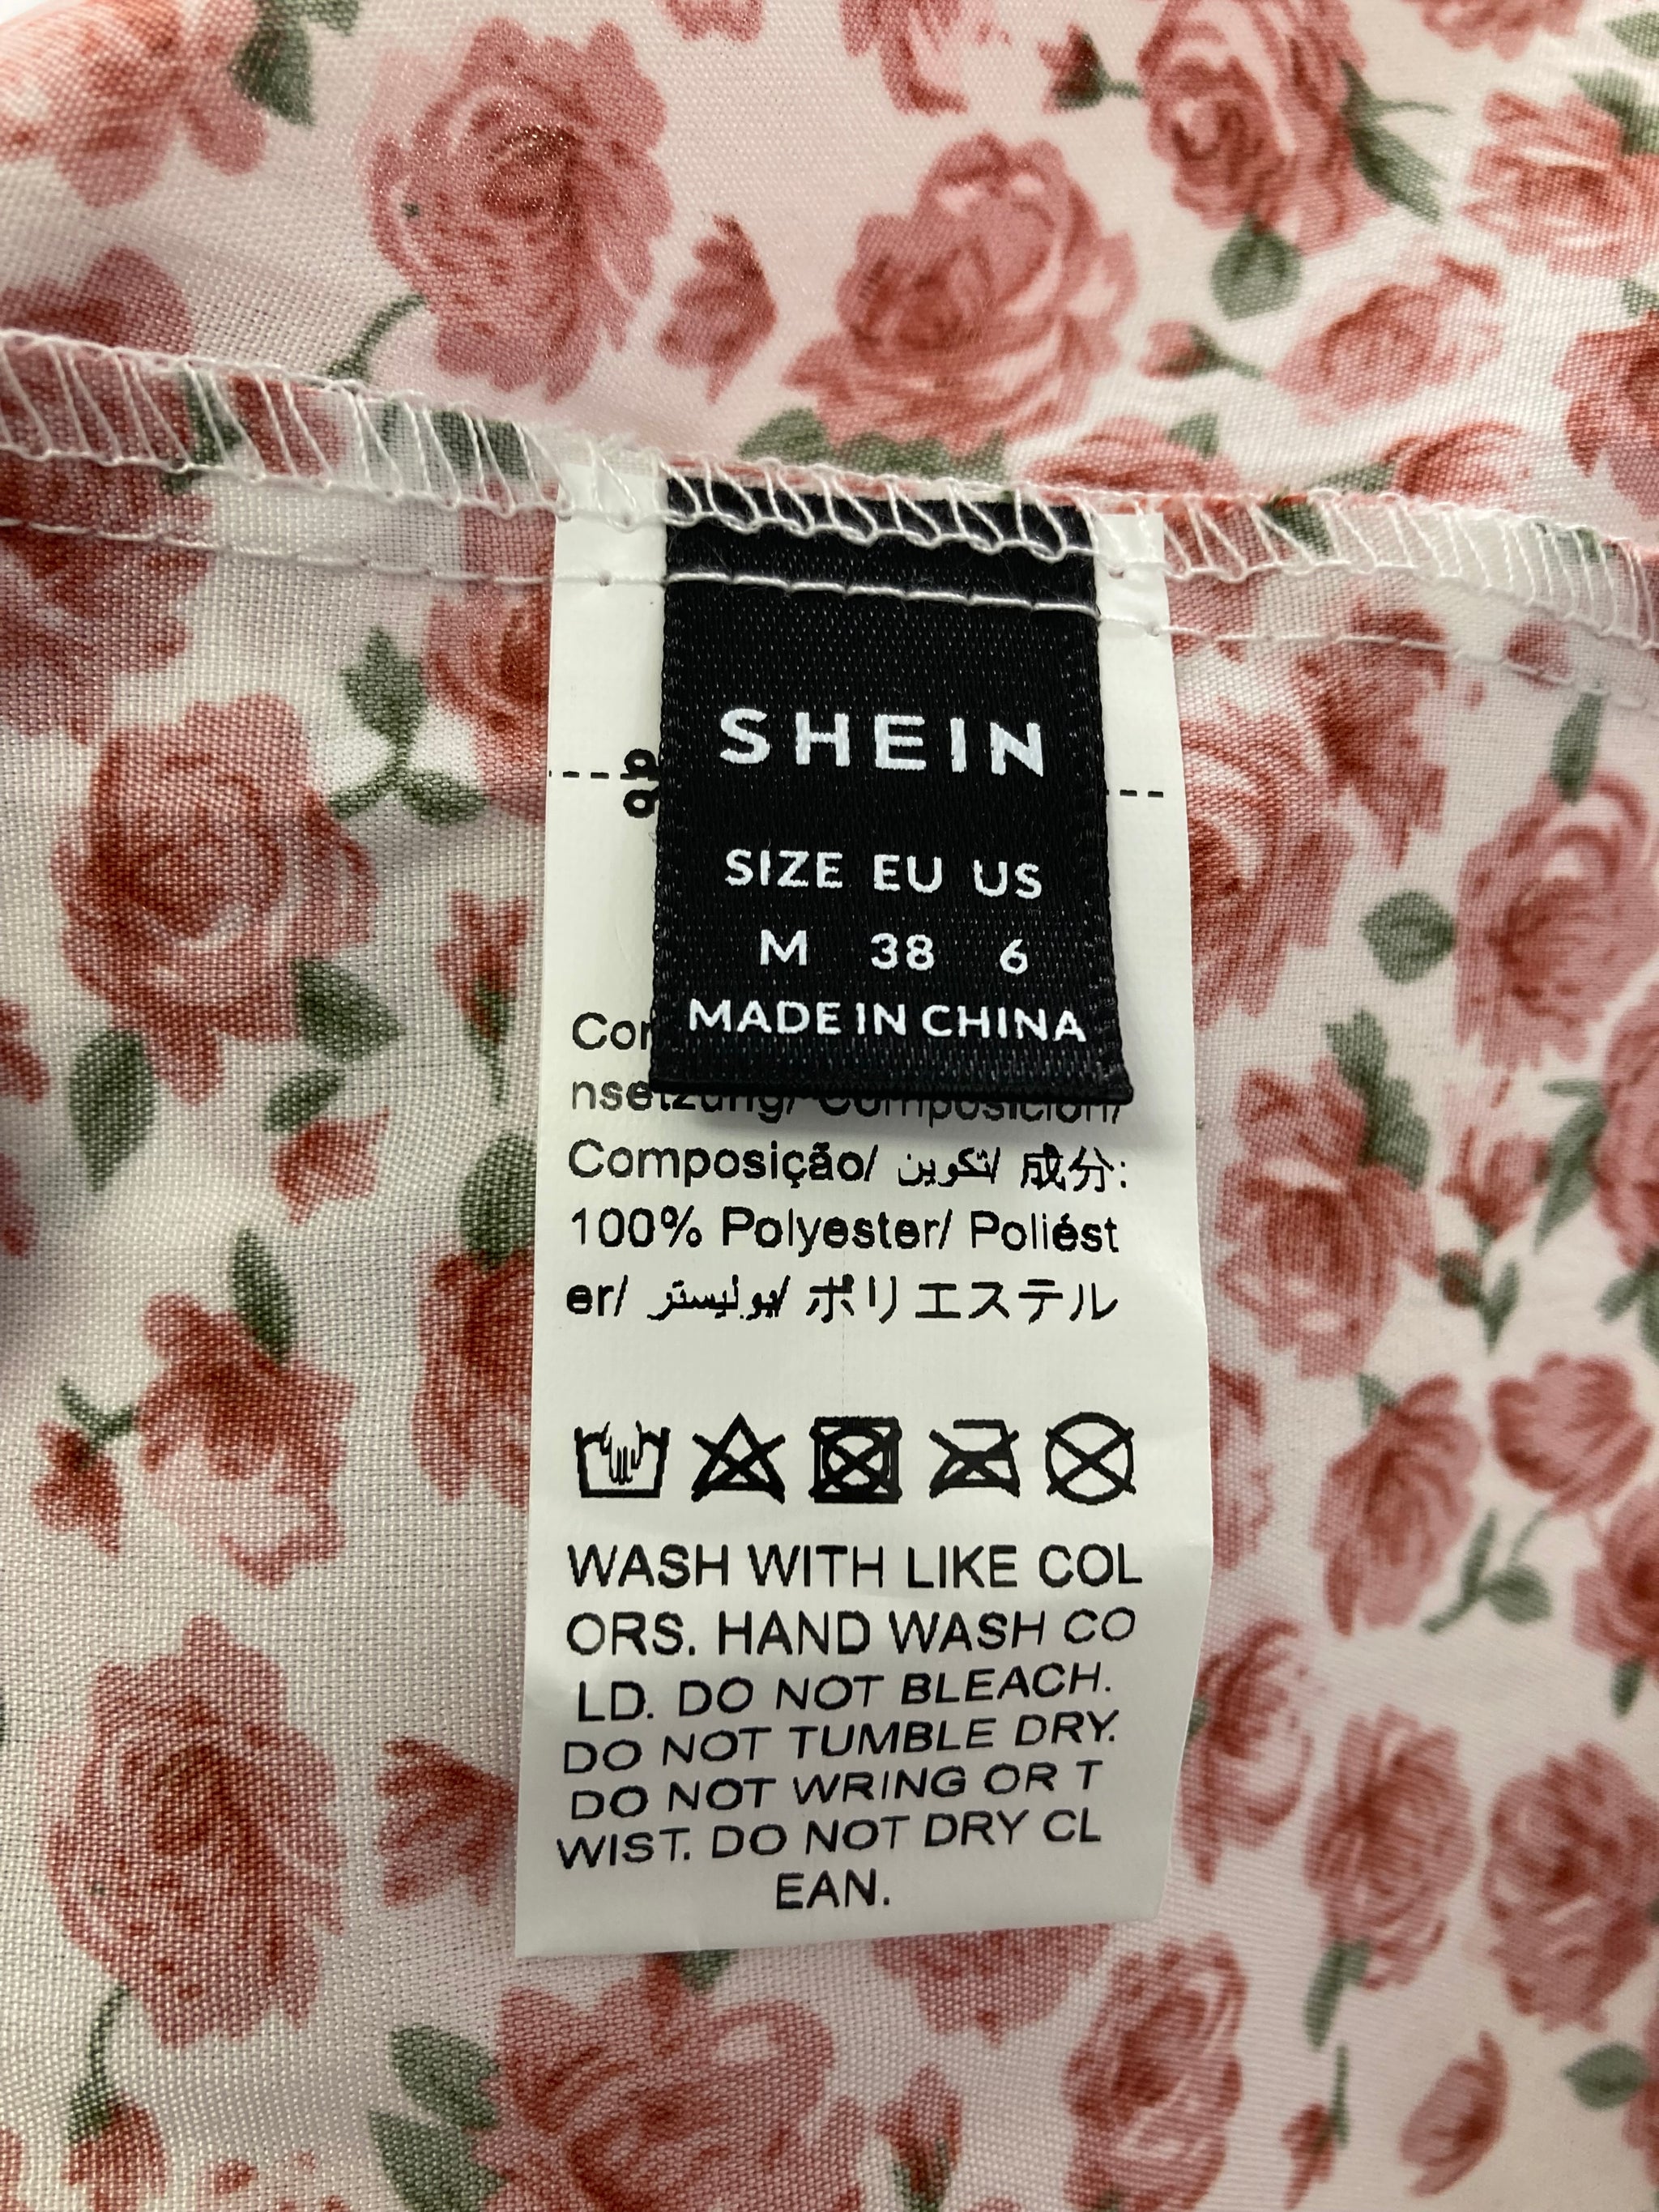 SHEIN
SIZE EU US
M 38 6
MADE IN CHINA
Composição/ تكوين/ 成分:
100% Polyester/ Poliést
er/ بوليستر/ ポリエステル
WASH WITH LIKE COL
ORS. HAND WASH CO
LD. DO NOT BLEACH.
DO NOT TUMBLE DRY.
DO NOT WRING OR T
WIST. DO NOT DRY CL
EAN.